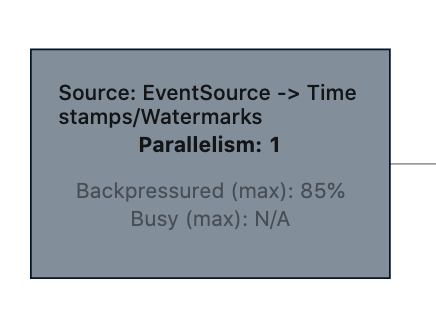 Source: EventSource -> Time
stamps/Watermarks
Parallelism: 1
Backpressured (max): 85%
Busy (max): N/A